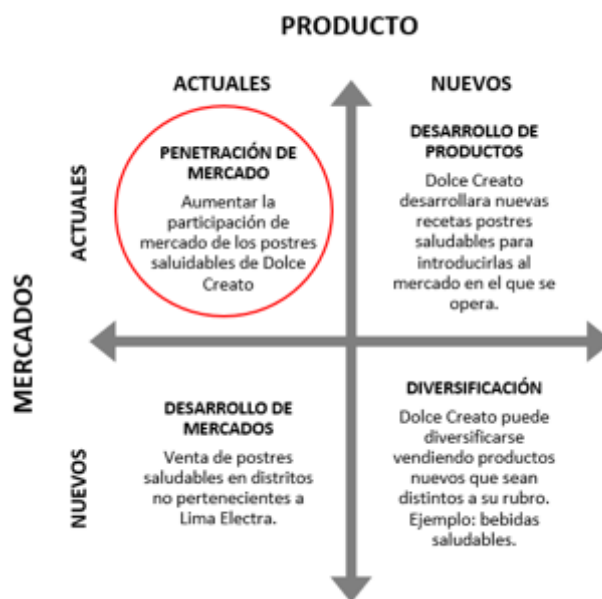 PRODUCTO
ACTUALES
NUEVOS
MERCADOS
ACTUALES
PENETRACIÓN DE
MERCADO
Aumentar la
participación de
mercado de los postres
saluidables de Dolce
Creato
DESARROLLO DE
PRODUCTOS
Dolce Creato
desarrollara nuevas
recetas postres
saludables para
introducirlas al
mercado en el que se
opera.
NUEVOS
DESARROLLO DE
MERCADOS
Venta de postres
saludables en distritos
no pertenecientes a
Lima Electra.
DIVERSIFICACIÓN
Dolce Creato puede
diversificarse
vendiendo productos
nuevos que sean
distintos a su rubro.
Ejemplo: bebidas
saludables.